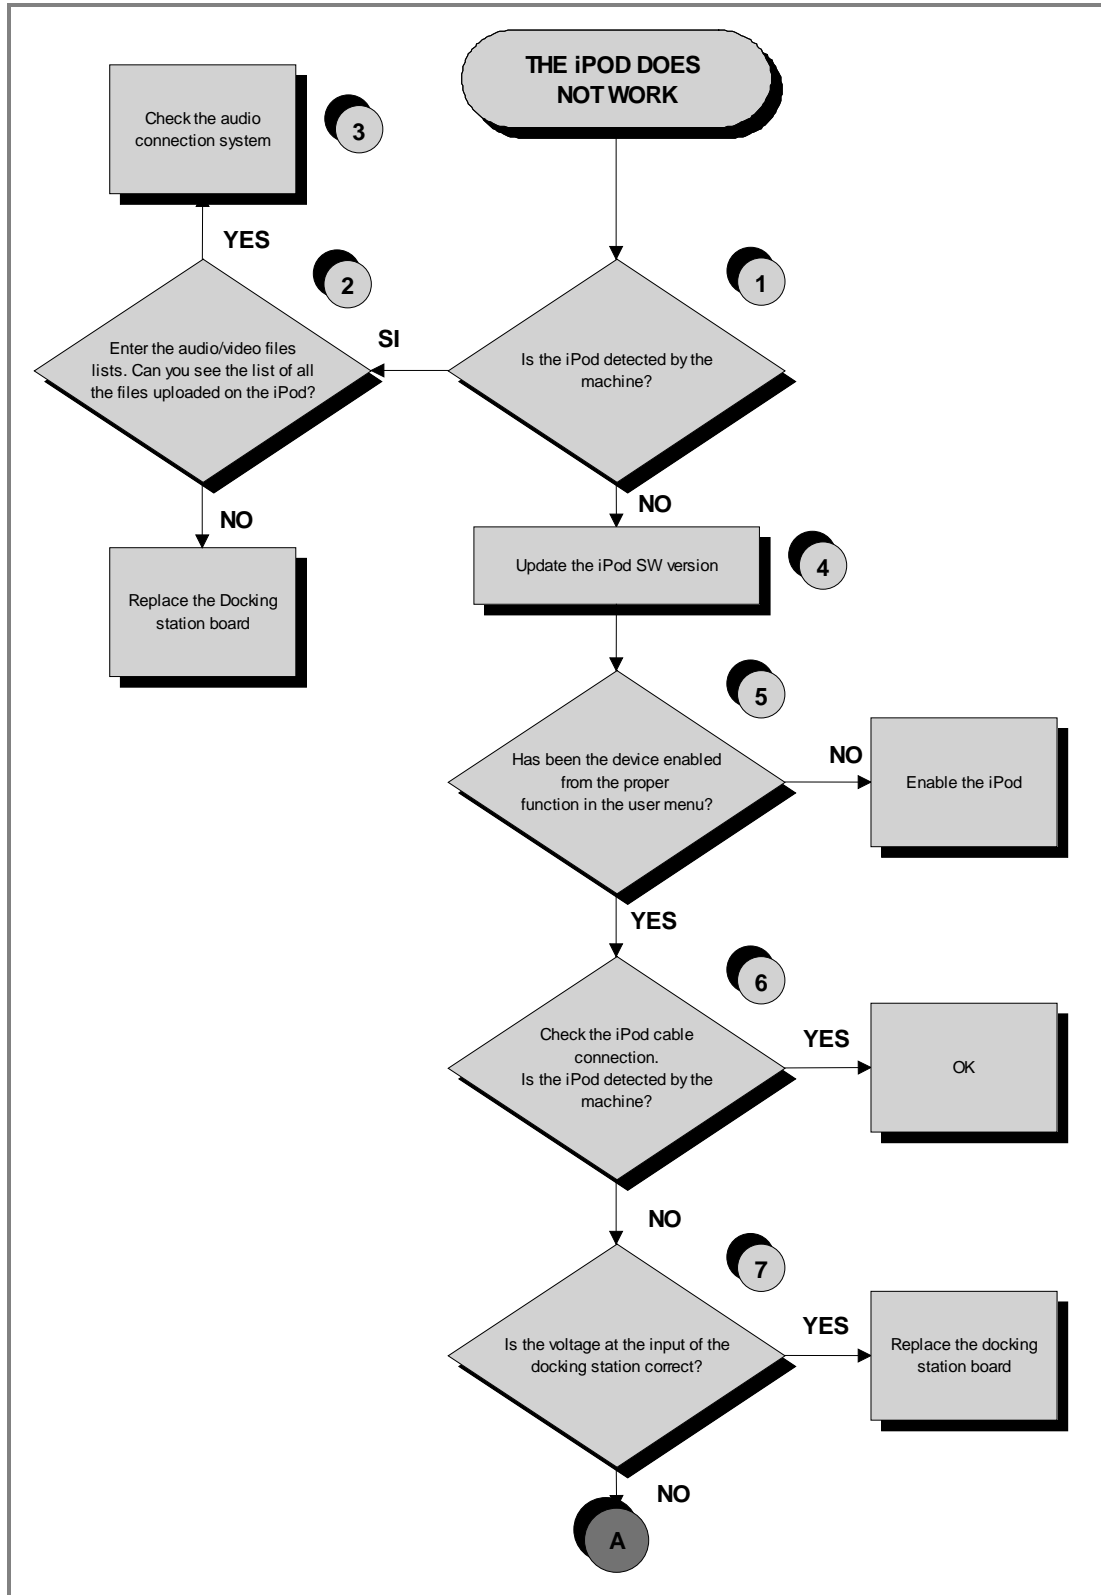 THE iPOD DOES
NOT WORK
1
Is the iPod detected by the
machine?
SI
2
Enter the audio/video files
lists. Can you see the list of all
the files uploaded on the iPod?
YES
3
Check the audio
connection system
NO
Replace the Docking
station board
NO
4
Update the iPod SW version
5
Has been the device enabled
from the proper
function in the user menu?
NO
Enable the iPod
YES
6
Check the iPod cable
connection.
Is the iPod detected by the
machine?
YES
OK
NO
7
Is the voltage at the input of the
docking station correct?
YES
Replace the docking
station board
NO
A